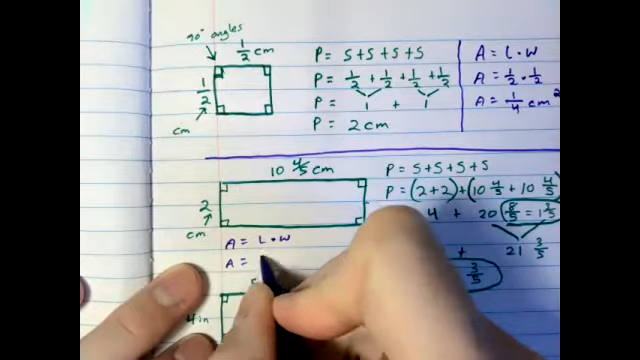 90° angles
1/2 cm
1/2
cm
P = S+S+S+S
P = 1/2 + 1/2 + 1/2 + 1/2
P = 1 + 1
P = 2 cm
A = L·W
A = 1/2 · 1/2
A = 1/4 cm²
10 4/5 cm
2
cm
P = S+S+S+S
P = (2+2)+(10 4/5 + 10 4/5)
4 + 20 8/5 = 1 3/5
+ 21 3/5
3/5
A = L·W
A =
4 in